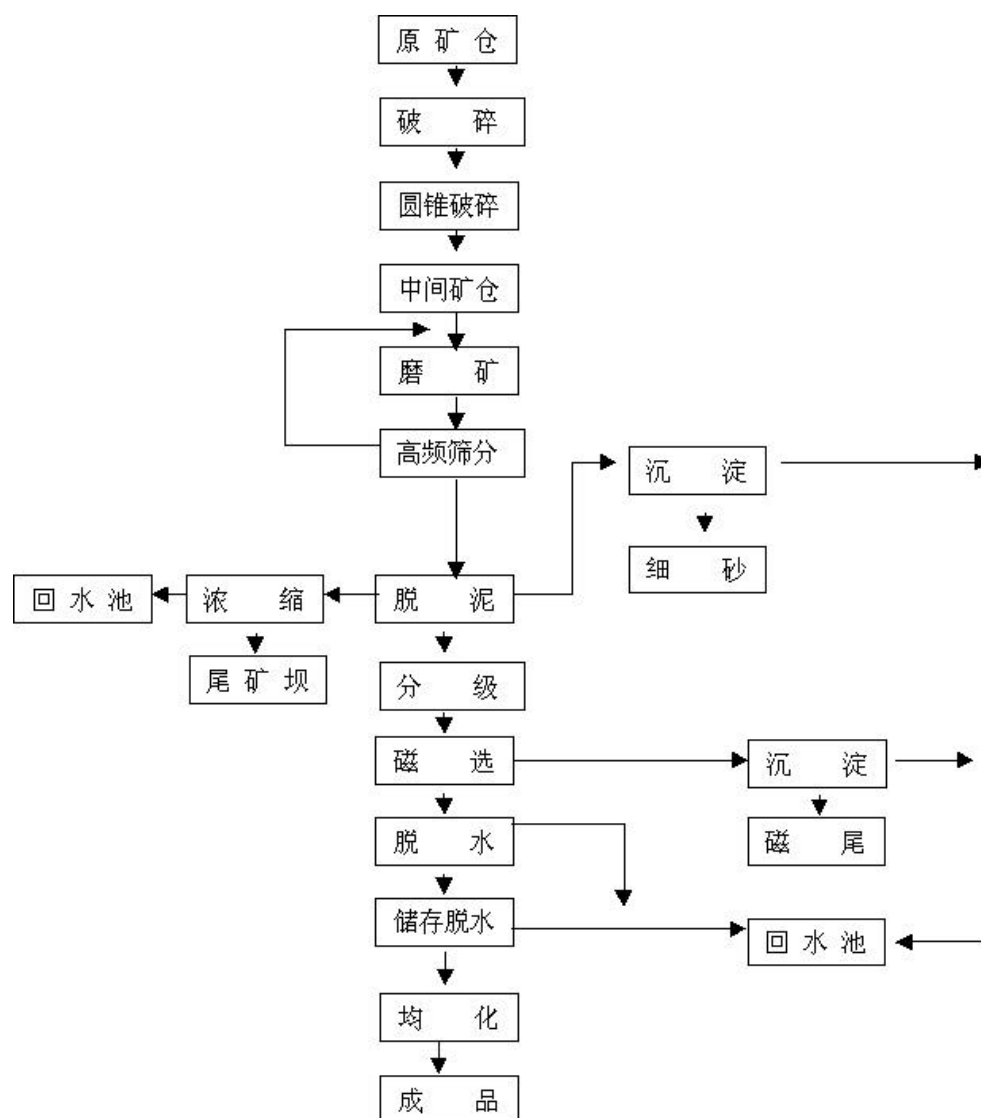 原矿仓
破碎
圆锥破碎
中间矿仓
磨矿
高频筛分
沉淀
细砂
回水池
浓缩
脱泥
尾矿坝
分级
磁选
沉淀
脱水
磁尾
储存脱水
回水池
均化
成品